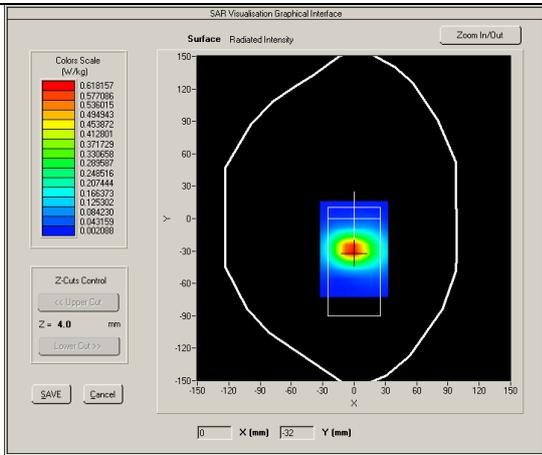 SAR Visualisation Graphical Interface
Surface Radiated Intensity
Zoom In/Out
Colors Scale
(W/kg)
0.618157
0.577086
0.536015
0.494943
0.453872
0.412801
0.371729
0.330658
0.289587
0.248516
0.207444
0.166373
0.125302
0.084230
0.043159
0.002088
Z-Cuts Control
<< Upper Cut
Z = 4.0 mm
Lower Cut >>
SAVE
Cancel
150
120
90
60
30
0
-30
-60
-90
-120
-150
Y
-150 -120 -90 -60 -30 0 30 60 90 120 150
X
0 X (mm) -32 Y (mm)